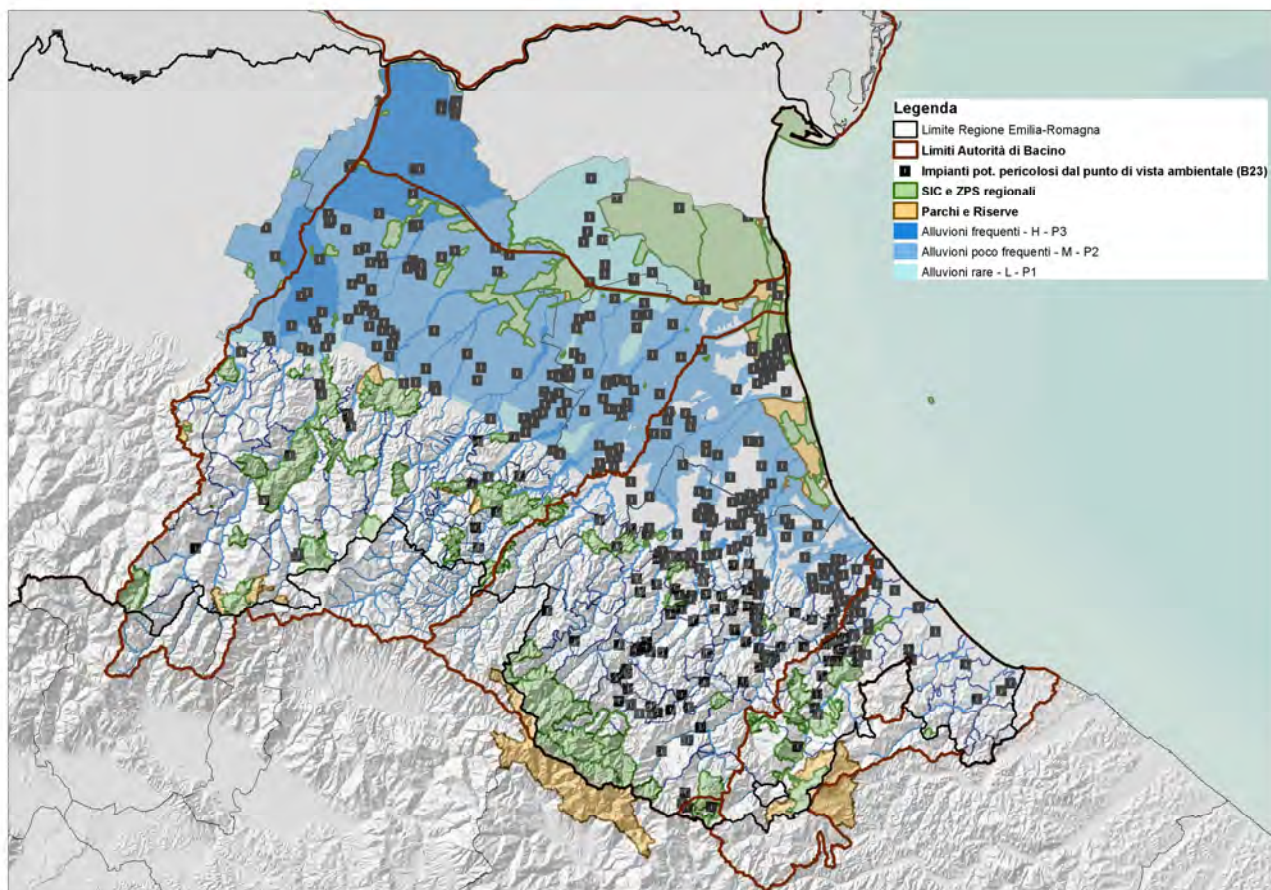 Legenda
Limite Regione Emilia-Romagna
Limiti Autorità di Bacino
Impianti pot. pericolosi dal punto di vista ambientale (B23)
SIC e ZPS regionali
Parchi e Riserve
Alluvioni frequenti - H - P3
Alluvioni poco frequenti - M - P2
Alluvioni rare - L - P1